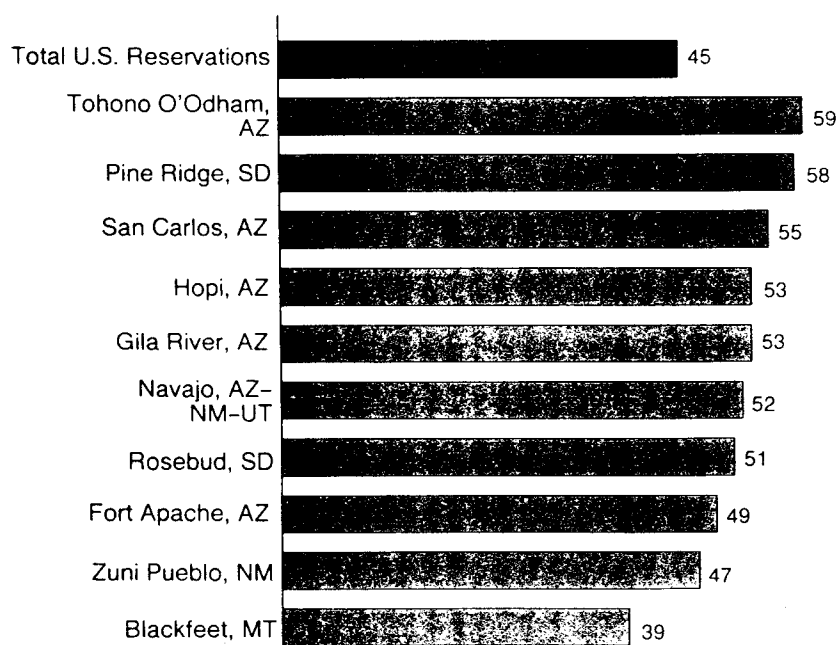 Total U.S. Reservations 45
Tohono O'Odham,
AZ 59
Pine Ridge, SD 58
San Carlos, AZ 55
Hopi, AZ 53
Gila River, AZ 53
Navajo, AZ–
NM–UT 52
Rosebud, SD 51
Fort Apache, AZ 49
Zuni Pueblo, NM 47
Blackfeet, MT 39